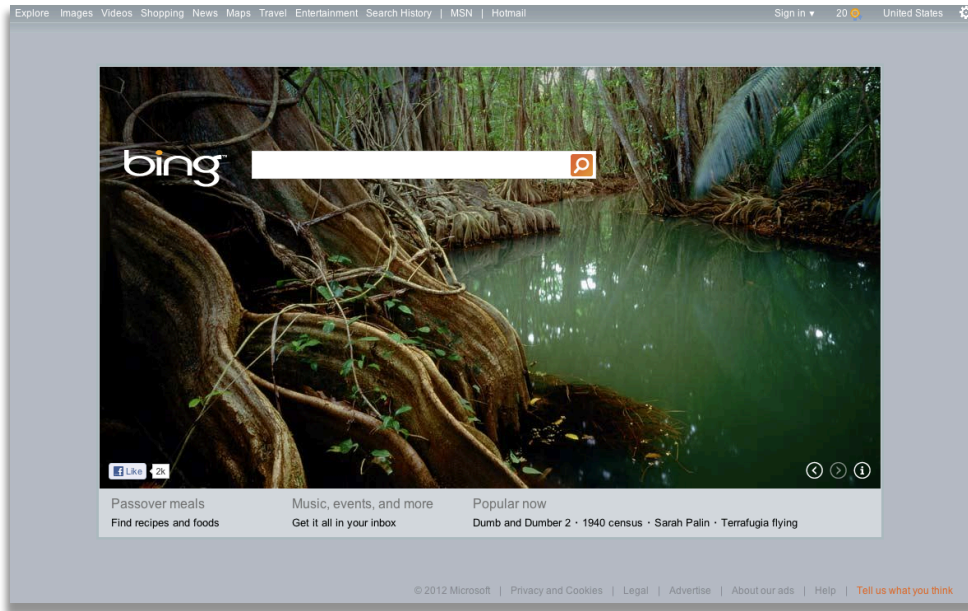 Explore Images Videos Shopping News Maps Travel Entertainment Search History | MSN | Hotmail Sign in ▾ 20 United States
bing™
Like 2k
Passover meals Music, events, and more Popular now
Find recipes and foods Get it all in your inbox Dumb and Dumber 2 · 1940 census · Sarah Palin · Terrafugia flying
© 2012 Microsoft | Privacy and Cookies | Legal | Advertise | About our ads | Help | Tell us what you think